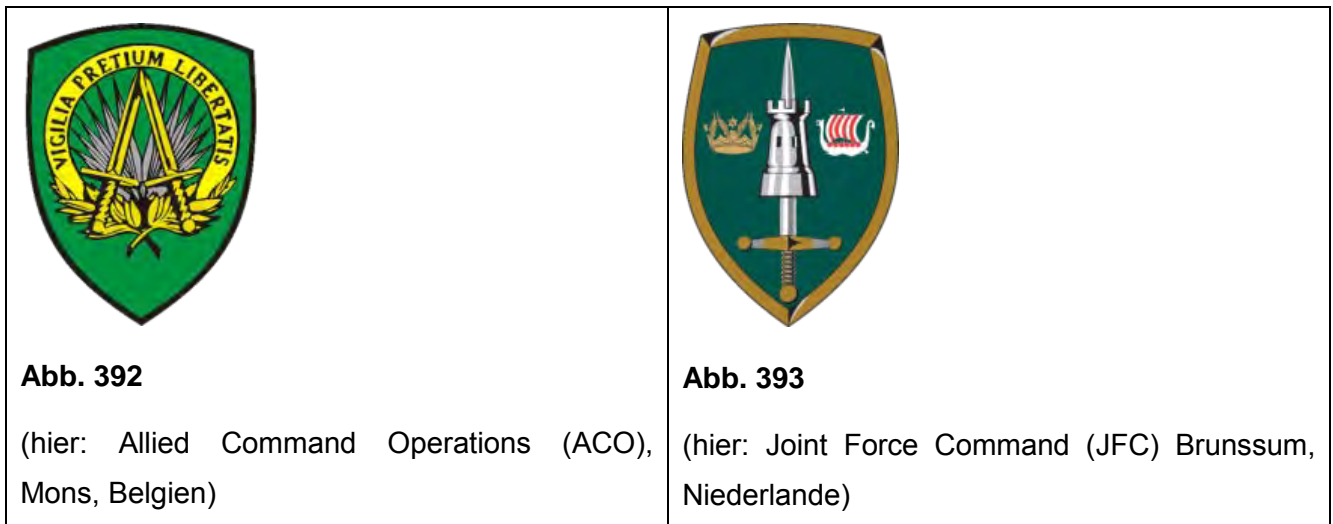 VIGILIA PRETIUM LIBERTATIS
Abb. 392
(hier: Allied Command Operations (ACO),
Mons, Belgien)
Abb. 393
(hier: Joint Force Command (JFC) Brunssum,
Niederlande)